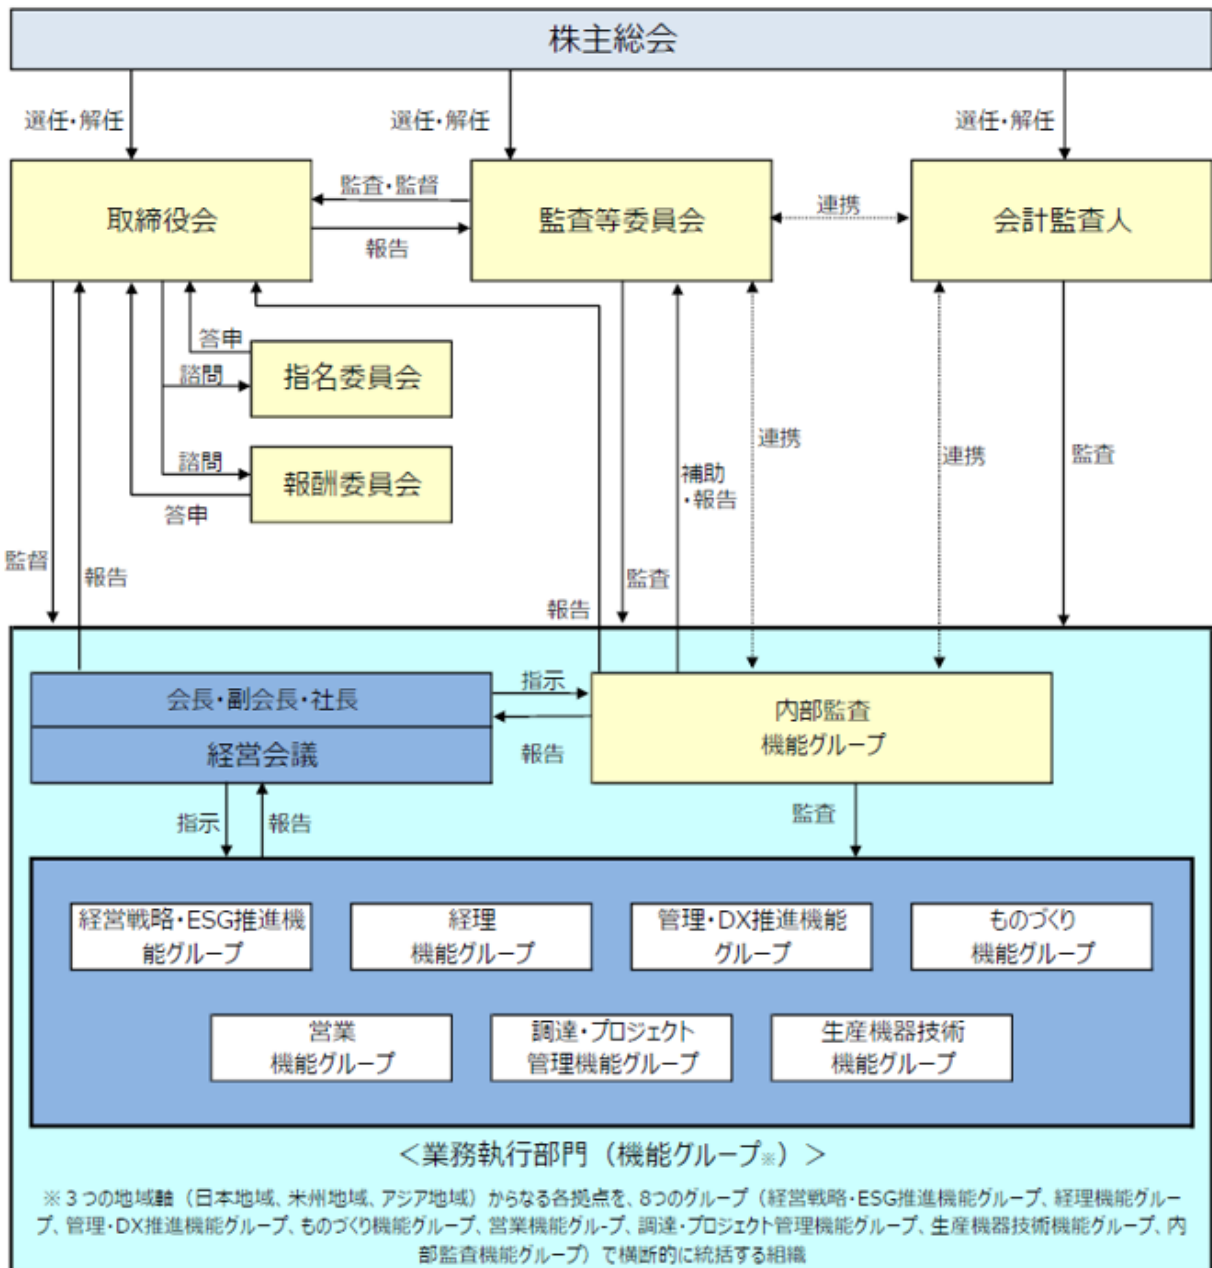 株主総会
選任・解任
選任・解任
選任・解任
取締役会
監査・監督
報告
監査等委員会
連携
会計監査人
答申
諮問
指名委員会
諮問
報酬委員会
答申
監督
報告
報告
監査
補助
・報告
連携
連携
監査
会長・副会長・社長
経営会議
指示
報告
内部監査
機能グループ
指示
報告
監査
経営戦略・ESG推進機
能グループ
経理
機能グループ
管理・DX推進機能
グループ
ものづくり
機能グループ
営業
機能グループ
調達・プロジェクト
管理機能グループ
生産機器技術
機能グループ
＜業務執行部門（機能グループ※）＞
※３つの地域軸（日本地域、米州地域、アジア地域）からなる各拠点を、8つのグループ（経営戦略・ESG推進機能グループ、経理機能グルー
プ、管理・DX推進機能グループ、ものづくり機能グループ、営業機能グループ、調達・プロジェクト管理機能グループ、生産機器技術機能グループ、内
部監査機能グループ）で横断的に統括する組織